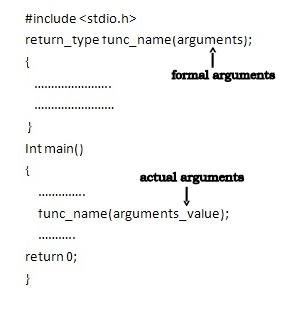 #include <stdio.h>
return_type func_name(arguments);
{
formal arguments
........................
.........................
}
Int main()
{
actual arguments
...............
func_name(arguments_value);
............
return 0;
}